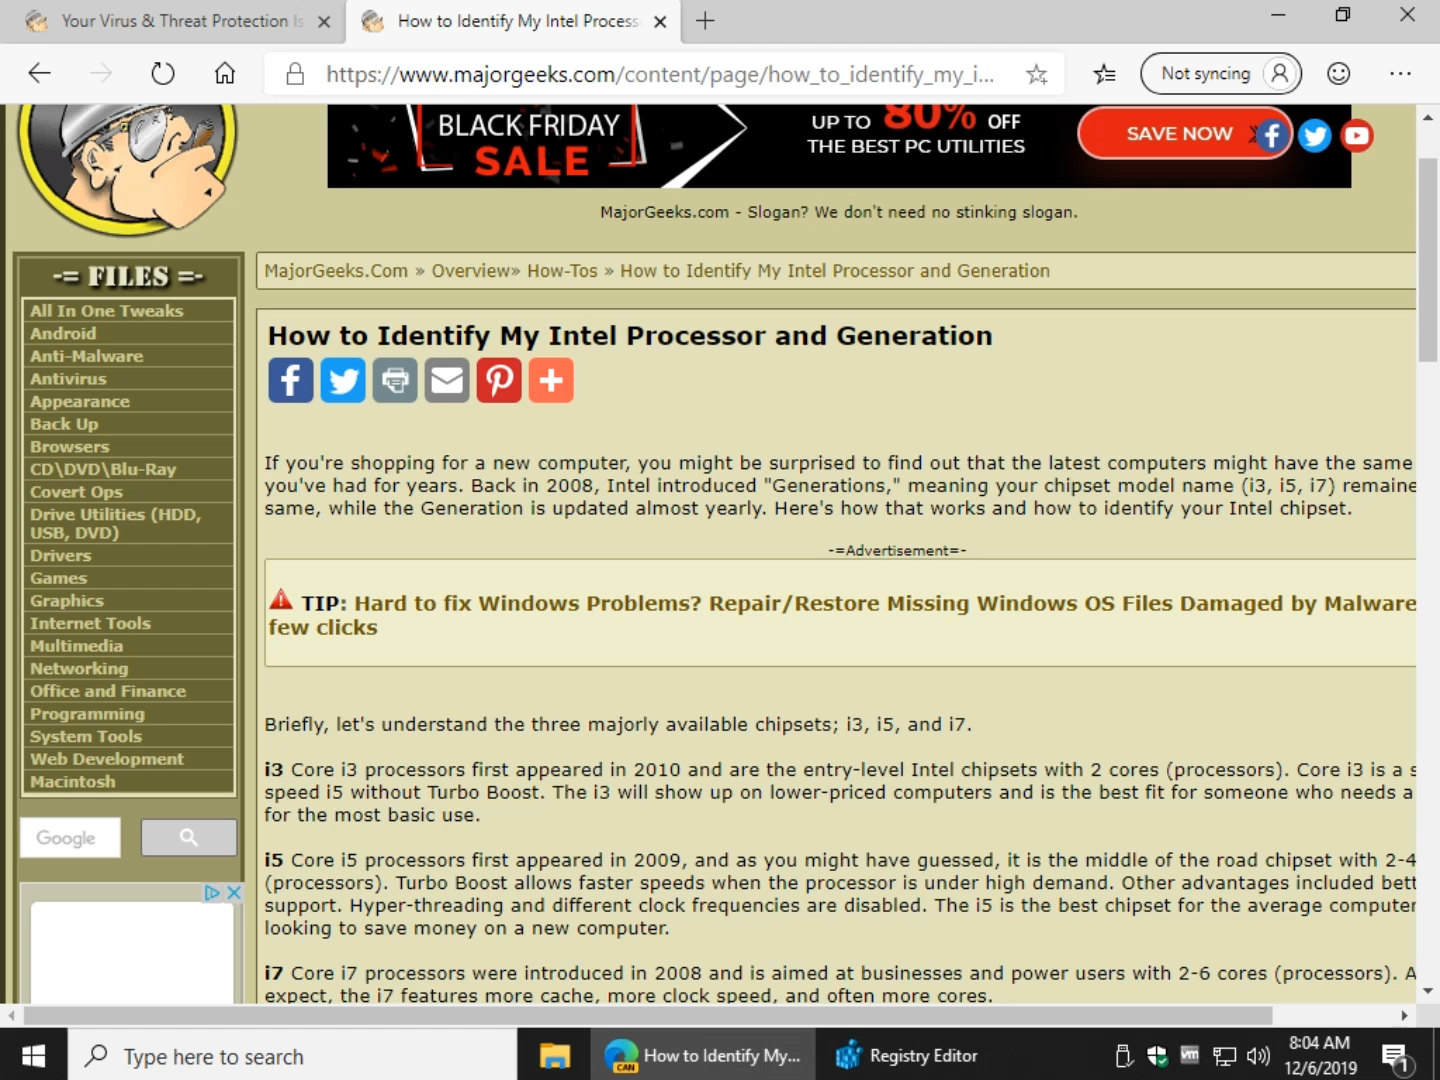 Your Virus & Threat Protection Is
How to Identify My Intel Process
https://www.majorgeeks.com/content/page/how_to_identify_my_i...
Not syncing
BLACK FRIDAY
SALE
UP TO 80% OFF
THE BEST PC UTILITIES
SAVE NOW
MajorGeeks.com - Slogan? We don't need no stinking slogan.
-= FILES =-
All In One Tweaks
Android
Anti-Malware
Antivirus
Appearance
Back Up
Browsers
CD\DVD\Blu-Ray
Covert Ops
Drive Utilities (HDD,
USB, DVD)
Drivers
Games
Graphics
Internet Tools
Multimedia
Networking
Office and Finance
Programming
System Tools
Web Development
Macintosh
Google
MajorGeeks.Com » Overview» How-Tos » How to Identify My Intel Processor and Generation
How to Identify My Intel Processor and Generation
If you're shopping for a new computer, you might be surprised to find out that the latest computers might have the same
you've had for years. Back in 2008, Intel introduced "Generations," meaning your chipset model name (i3, i5, i7) remaine
same, while the Generation is updated almost yearly. Here's how that works and how to identify your Intel chipset.
-=Advertisement=-
TIP: Hard to fix Windows Problems? Repair/Restore Missing Windows OS Files Damaged by Malware
few clicks
Briefly, let's understand the three majorly available chipsets; i3, i5, and i7.
i3 Core i3 processors first appeared in 2010 and are the entry-level Intel chipsets with 2 cores (processors). Core i3 is a s
speed i5 without Turbo Boost. The i3 will show up on lower-priced computers and is the best fit for someone who needs a
for the most basic use.
i5 Core i5 processors first appeared in 2009, and as you might have guessed, it is the middle of the road chipset with 2-4
(processors). Turbo Boost allows faster speeds when the processor is under high demand. Other advantages included bett
support. Hyper-threading and different clock frequencies are disabled. The i5 is the best chipset for the average computer
looking to save money on a new computer.
i7 Core i7 processors were introduced in 2008 and is aimed at businesses and power users with 2-6 cores (processors). A
expect, the i7 features more cache, more clock speed, and often more cores.
Type here to search
CAN
How to Identify My...
Registry Editor
vm
8:04 AM
12/6/2019
1